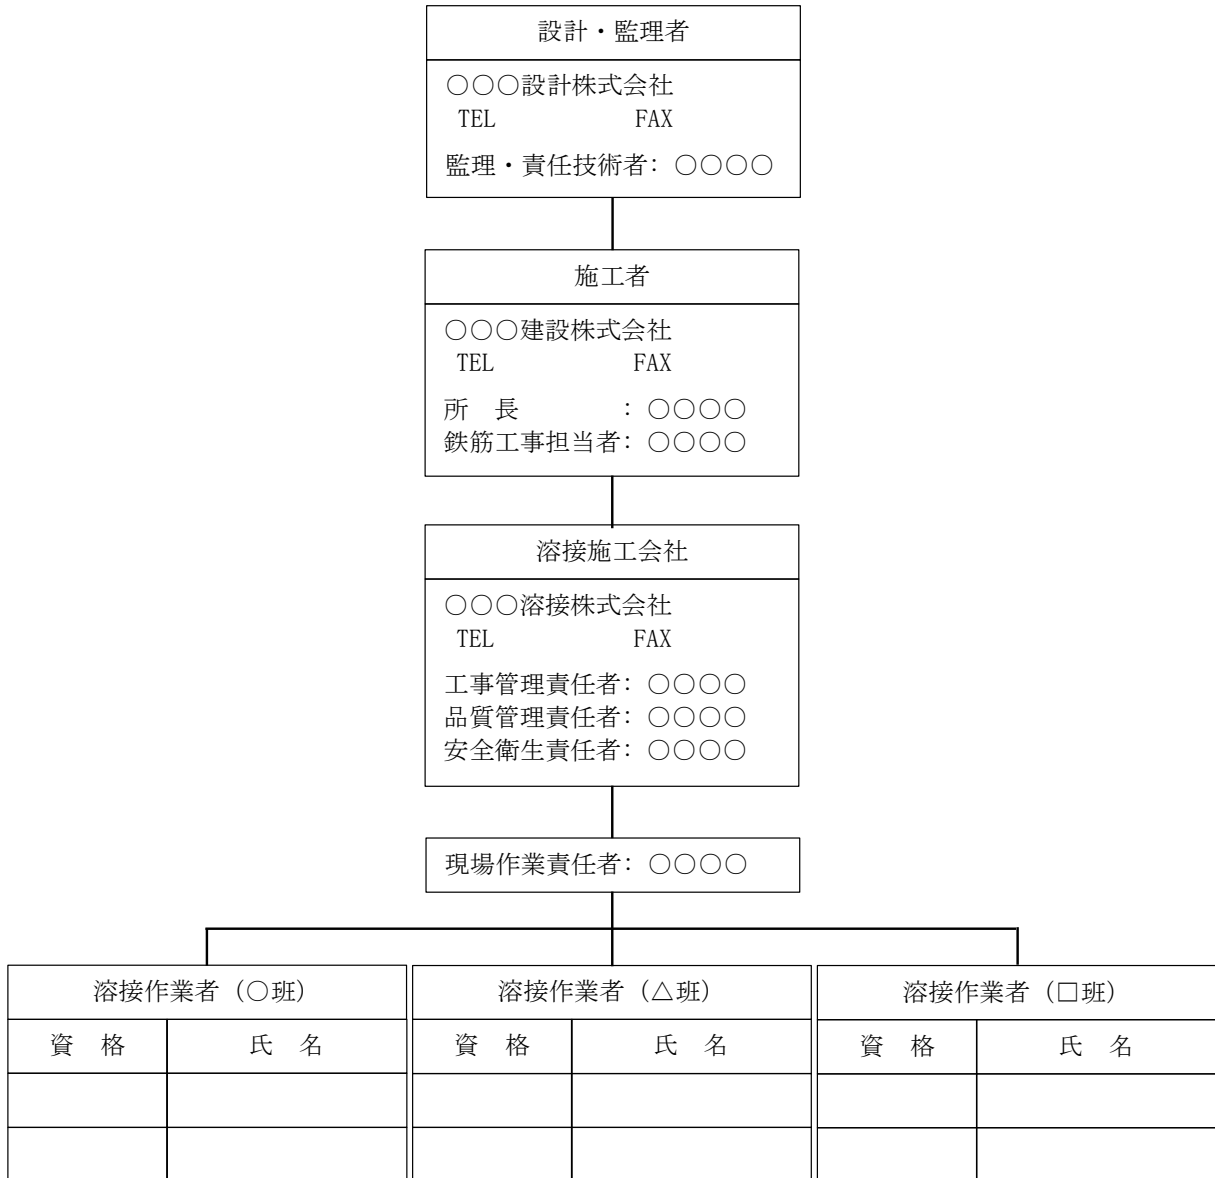 設計・監理者
○○○設計株式会社
TEL FAX
監理・責任技術者：○○○○
施工者
○○○建設株式会社
TEL FAX
所　長　　　：○○○○
鉄筋工事担当者：○○○○
溶接施工会社
○○○溶接株式会社
TEL FAX
工事管理責任者：○○○○
品質管理責任者：○○○○
安全衛生責任者：○○○○
現場作業責任者：○○○○
溶接作業者（○班） 溶接作業者（△班） 溶接作業者（□班）
資　格 氏　名 資　格 氏　名 資　格 氏　名